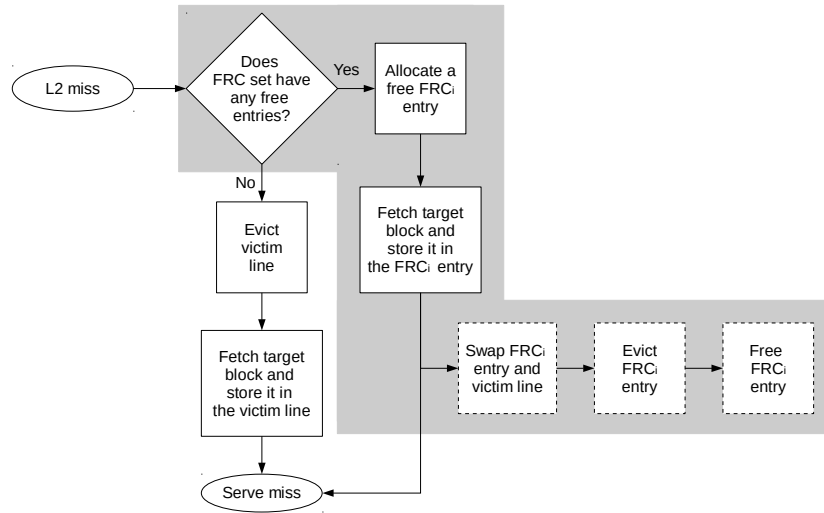 L2 miss
Does
FRC set have
any free
entries?
Yes
Allocate a
free FRCᵢ
entry
No
Evict
victim
line
Fetch target
block and
store it in
the FRCᵢ entry
Fetch target
block and
store it in
the victim line
Swap FRCᵢ
entry and
victim line
Evict
FRCᵢ
entry
Free
FRCᵢ
entry
Serve miss